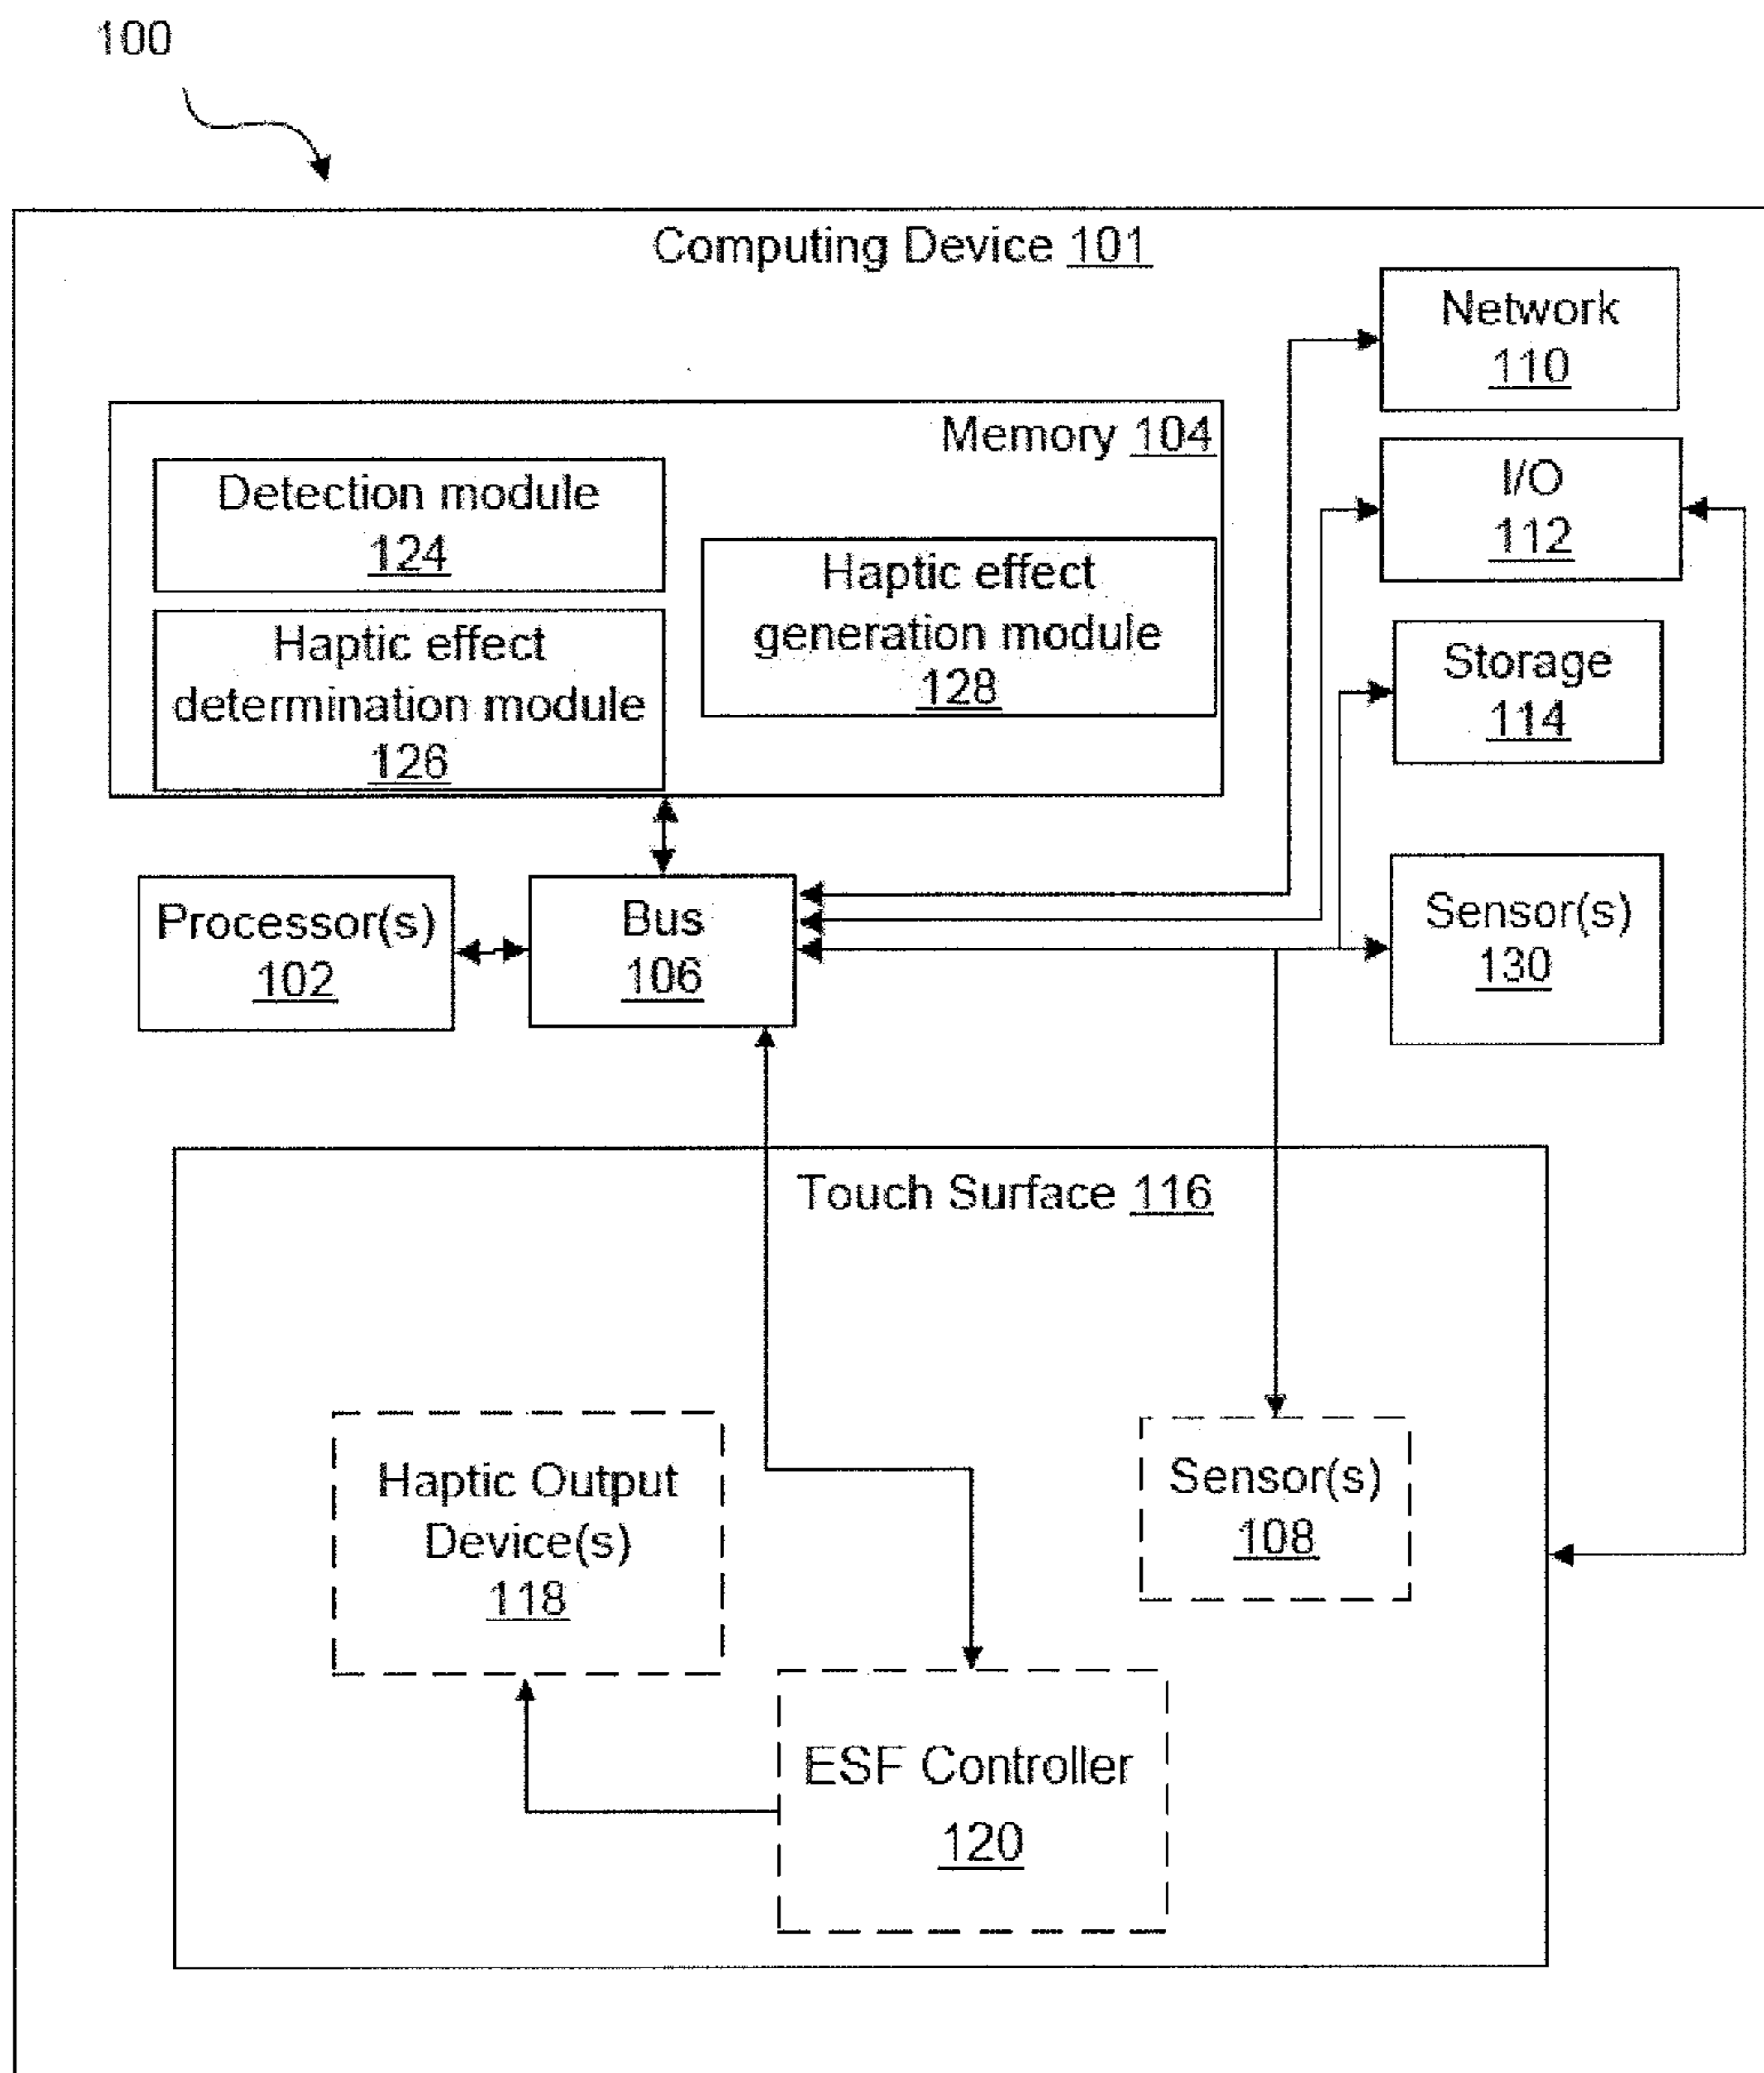 100
Computing Device 101
Network
110
Memory 104
I/O
112
Detection module
124
Haptic effect
generation module
128
Haptic effect
determination module
126
Storage
114
Processor(s)
102
Bus
106
Sensor(s)
130
Touch Surface 116
Haptic Output
Device(s)
118
Sensor(s)
108
ESF Controller
120